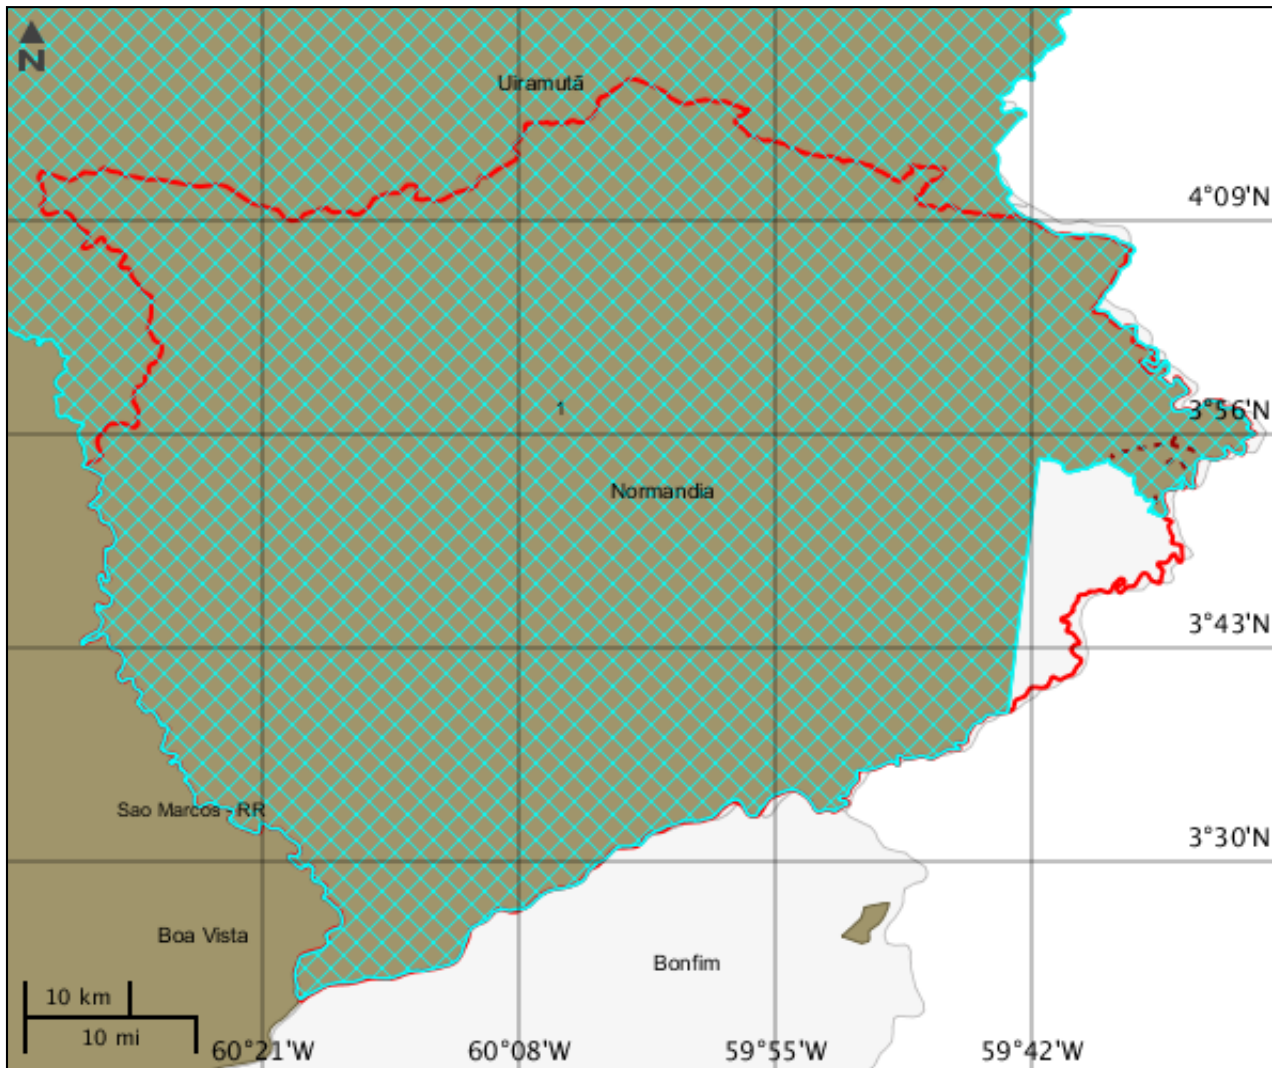 N
Uiramutã
4°09'N
1
3°56'N
Normandia
3°43'N
Sao Marcos - RR
3°30'N
Boa Vista
Bonfim
10 km
10 mi
60°21'W
60°08'W
59°55'W
59°42'W